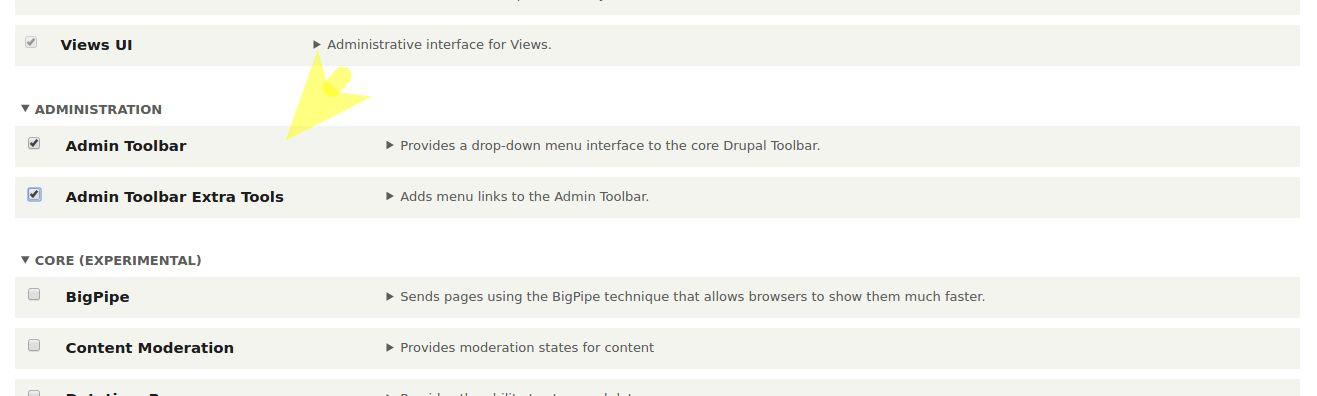 Views UI Administrative interface for Views.
ADMINISTRATION
Admin Toolbar Provides a drop-down menu interface to the core Drupal Toolbar.
Admin Toolbar Extra Tools Adds menu links to the Admin Toolbar.
CORE (EXPERIMENTAL)
BigPipe Sends pages using the BigPipe technique that allows browsers to show them much faster.
Content Moderation Provides moderation states for content